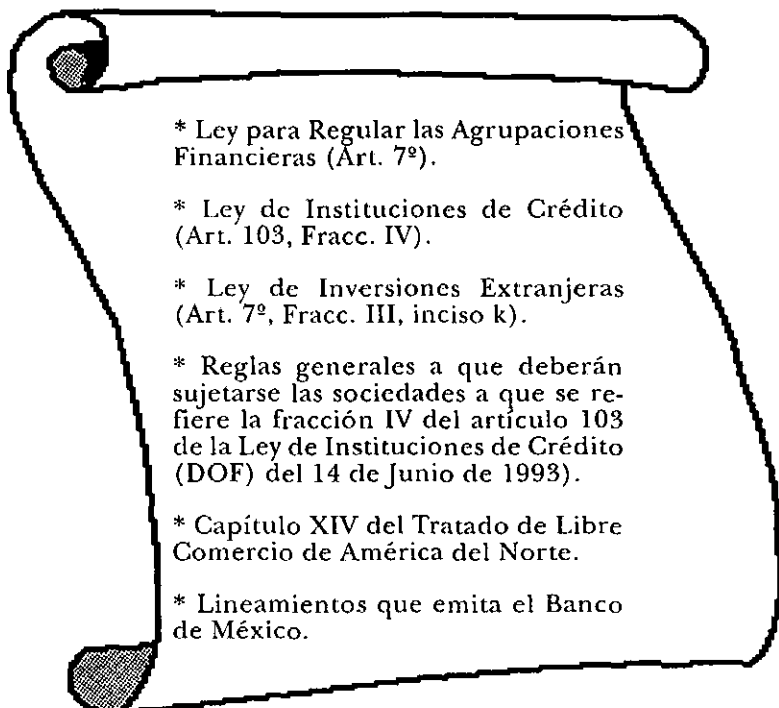 * Ley para Regular las Agrupaciones
Financieras (Art. 7º).
* Ley de Instituciones de Crédito
(Art. 103, Fracc. IV).
* Ley de Inversiones Extranjeras
(Art. 7º, Fracc. III, inciso k).
* Reglas generales a que deberán
sujetarse las sociedades a que se re-
fiere la fracción IV del artículo 103
de la Ley de Instituciones de Crédito
(DOF) del 14 de Junio de 1993).
* Capítulo XIV del Tratado de Libre
Comercio de América del Norte.
* Lineamientos que emita el Banco
de México.